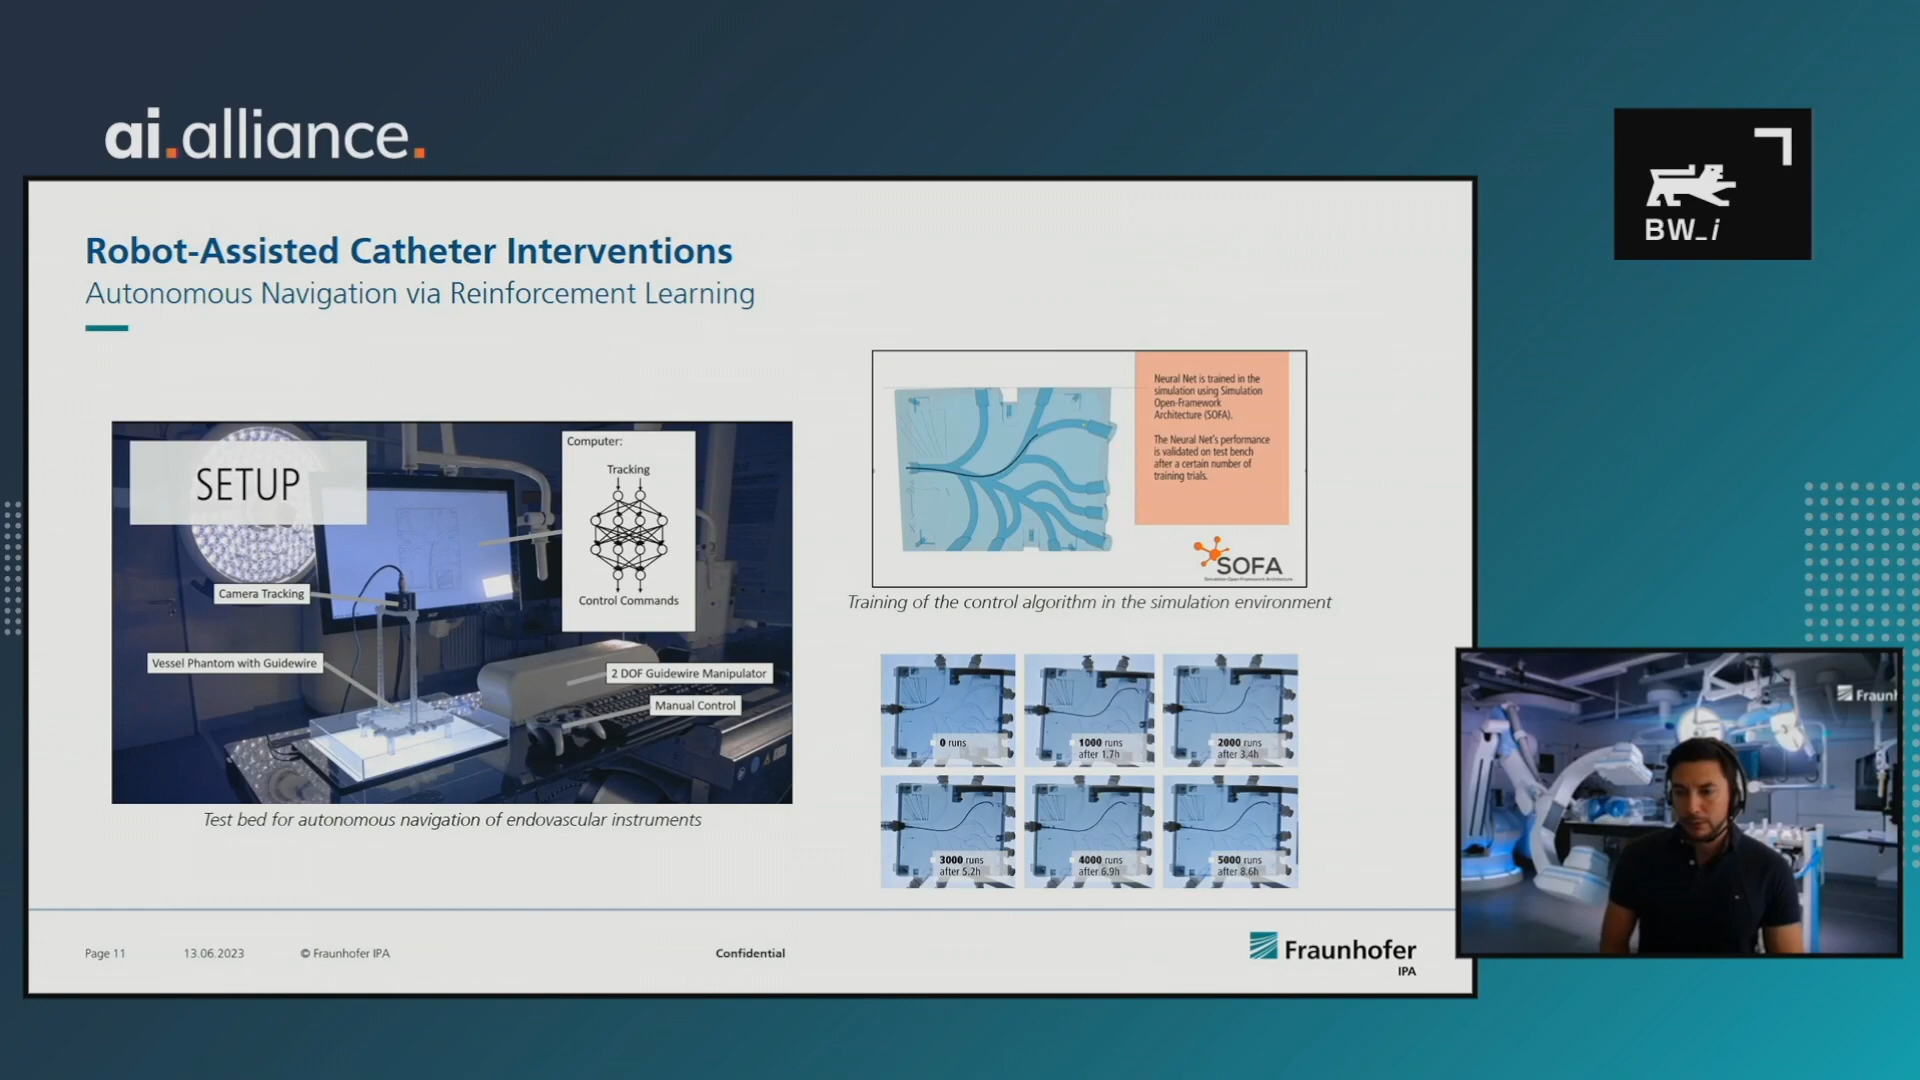 ai.alliance.
BW_i
Robot-Assisted Catheter Interventions
Autonomous Navigation via Reinforcement Learning
SETUP
Computer:
Tracking
Control Commands
Camera Tracking
Vessel Phantom with Guidewire
2 DOF Guidewire Manipulator
Manual Control
Test bed for autonomous navigation of endovascular instruments
Neural Net is trained in the
simulation using Simulation
Open-Framework
Architecture (SOFA).
The Neural Net's performance
is validated on test bench
after a certain number of
training trials.
SOFA
Simulation Open-Framework Architecture
Training of the control algorithm in the simulation environment
0 runs
1000 runs
after 1.7h
2000 runs
after 3.4h
3000 runs
after 5.2h
4000 runs
after 6.9h
5000 runs
after 8.6h
Page 11
13.06.2023
© Fraunhofer IPA
Confidential
Fraunhofer
IPA
Fraunh